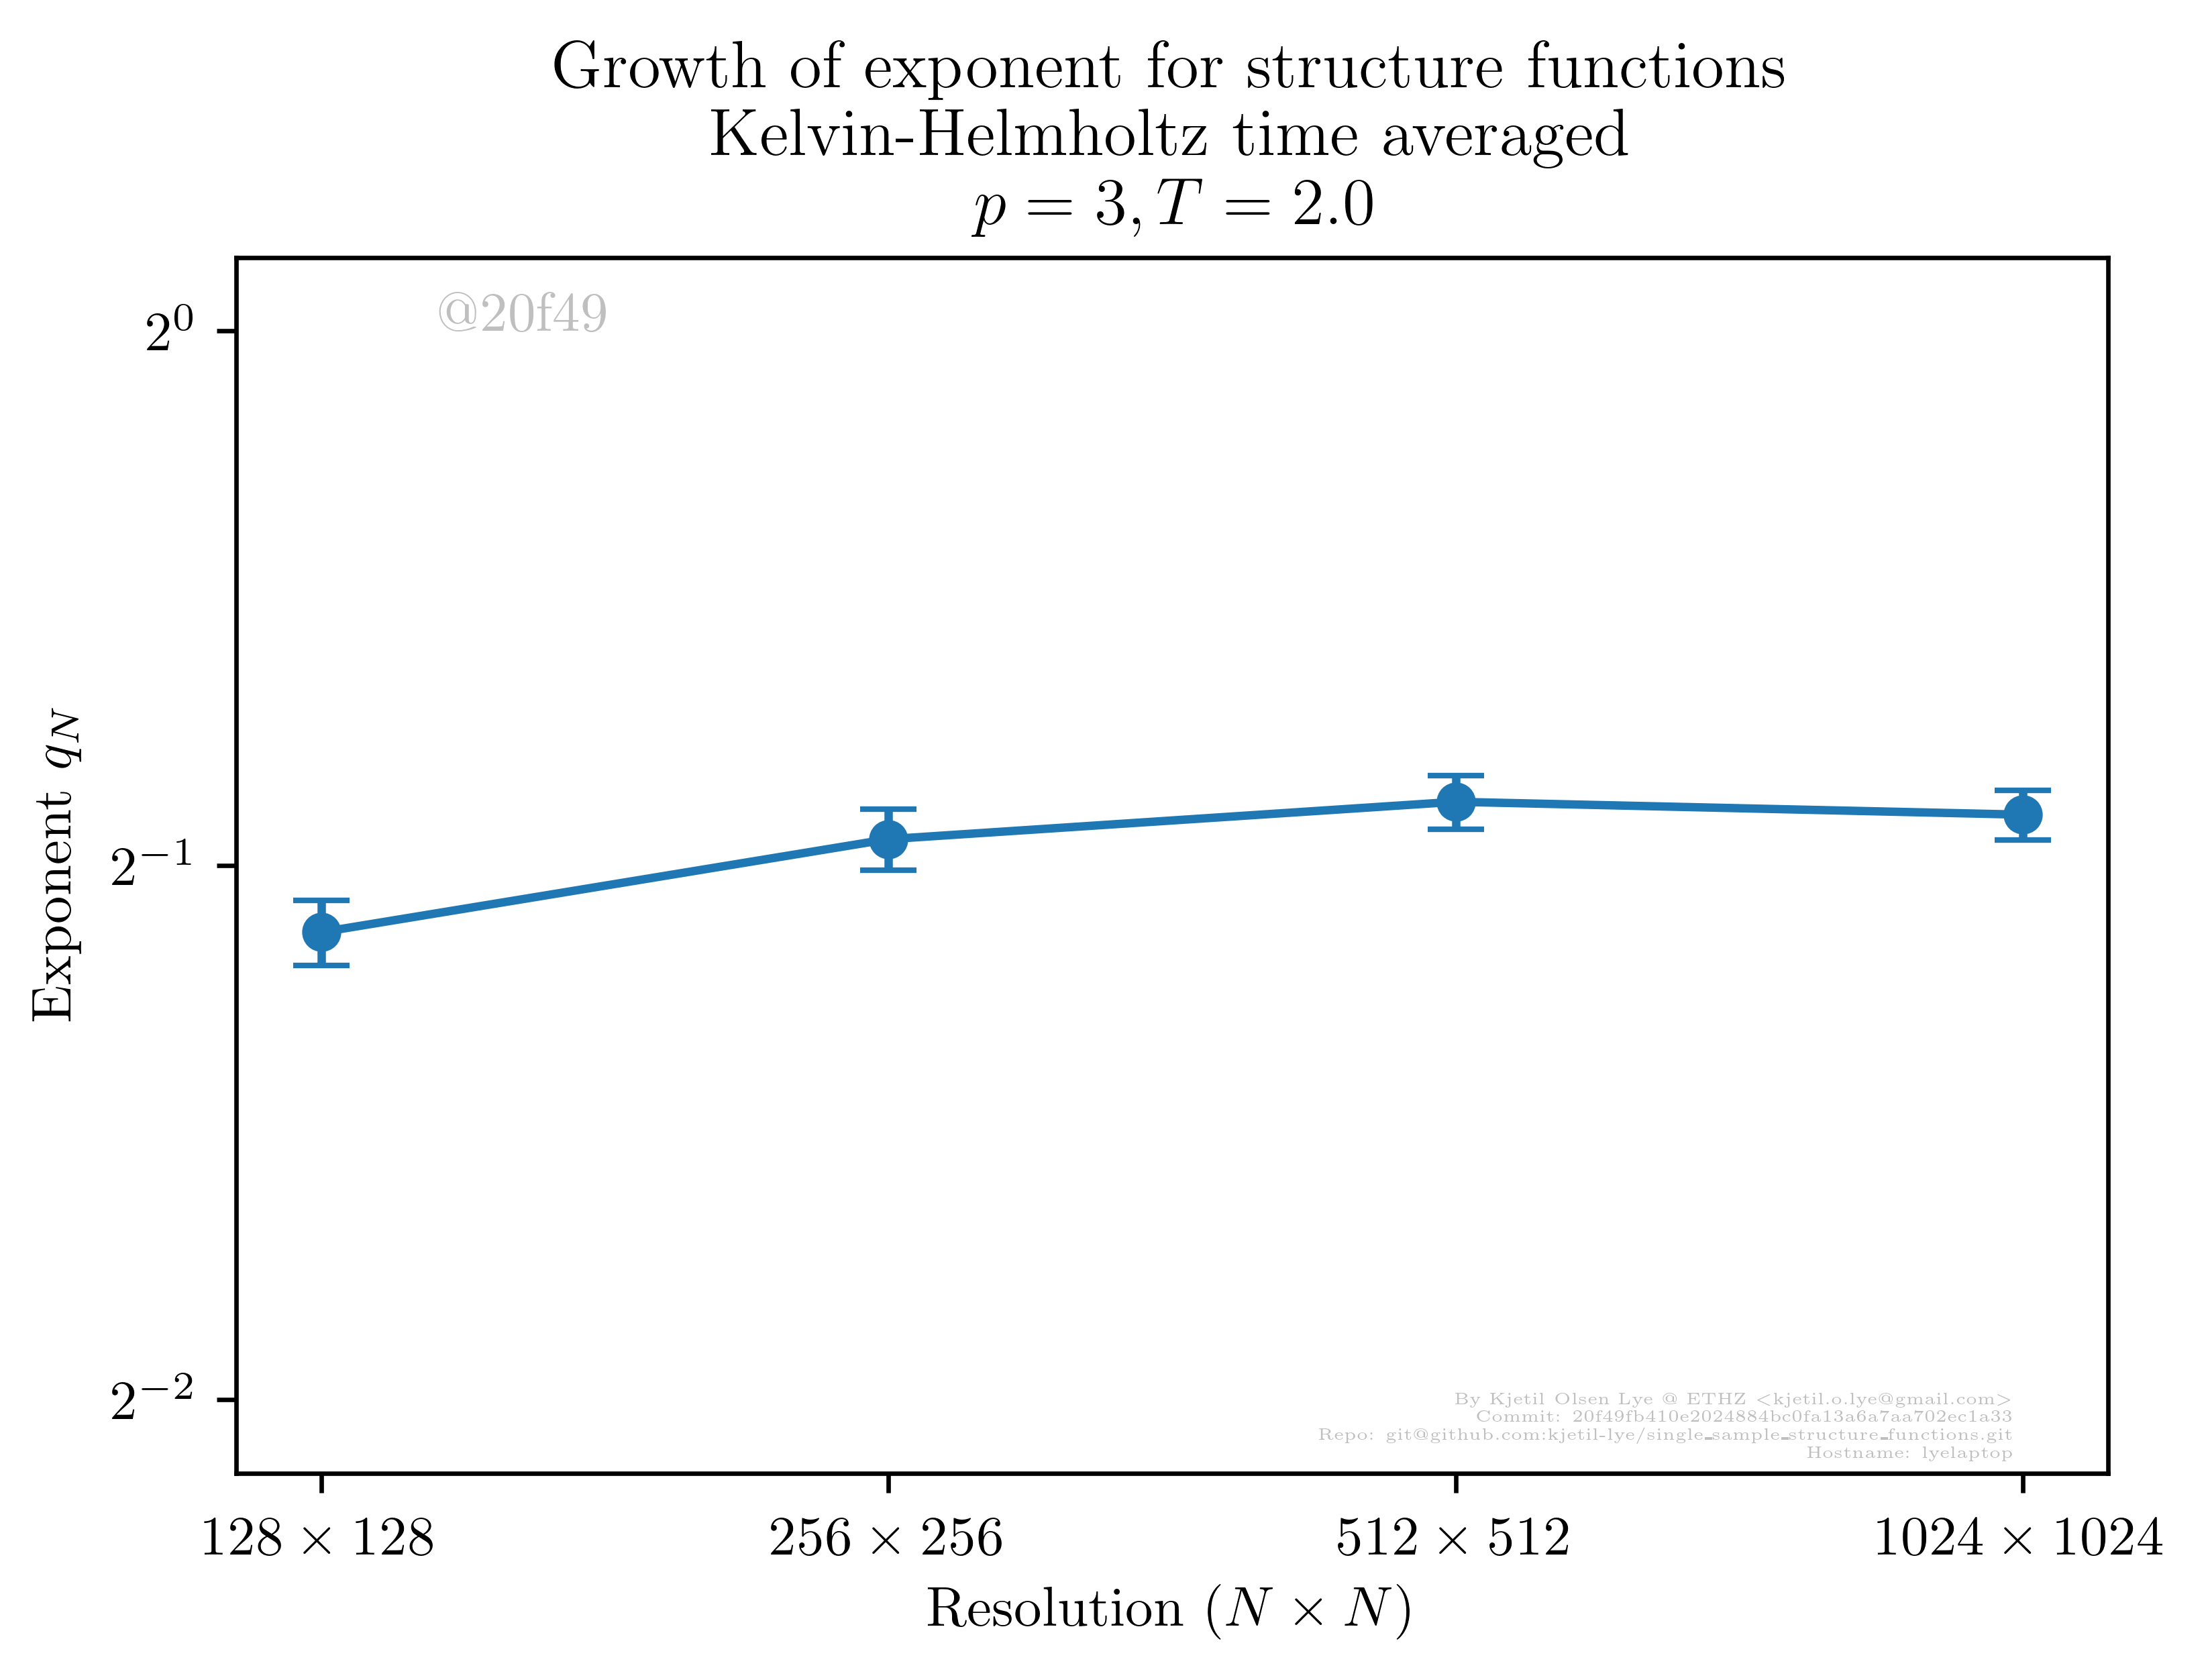 Growth of exponent for structure functions
Kelvin-Helmholtz time averaged
p = 3, T = 2.0
@20f49
2^0
2^{-1}
2^{-2}
Exponent q_N
By Kjetil Olsen Lye @ ETHZ <kjetil.o.lye@gmail.com>
Commit: 20f49fb410e2024884bc0fa13a6a7aa702ec1a33
Repo: git@github.com:kjetil-lye/single_sample_structure_functions.git
Hostname: lyelaptop
128 × 128 256 × 256 512 × 512 1024 × 1024
Resolution (N × N)